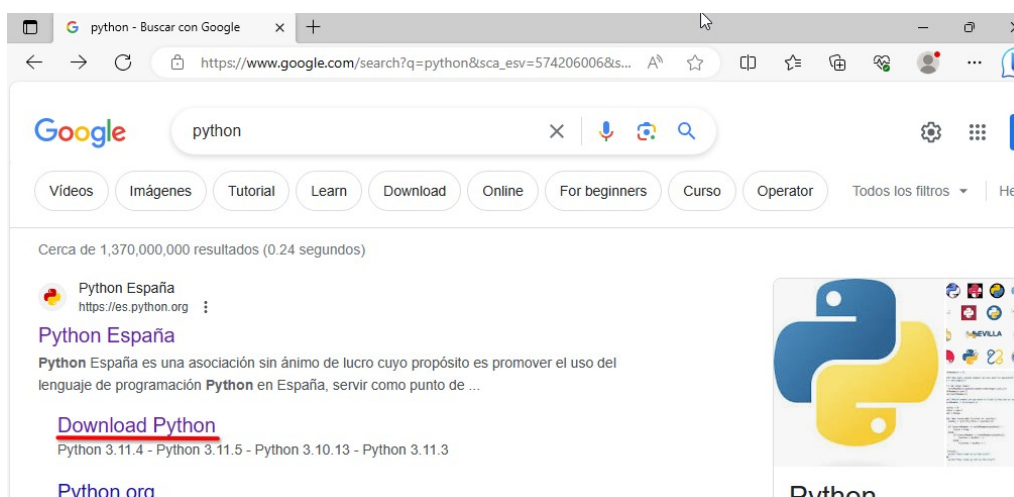 python - Buscar con Google
https://www.google.com/search?q=python&sca_esv=574206006&s...
Google
python
Vídeos
Imágenes
Tutorial
Learn
Download
Online
For beginners
Curso
Operator
Todos los filtros
Cerca de 1,370,000,000 resultados (0.24 segundos)
Python España
https://es.python.org
Python España
Python España es una asociación sin ánimo de lucro cuyo propósito es promover el uso del
lenguaje de programación Python en España, servir como punto de ...
SEVILLA
Download Python
Python 3.11.4 - Python 3.11.5 - Python 3.10.13 - Python 3.11.3
Python.org
Python